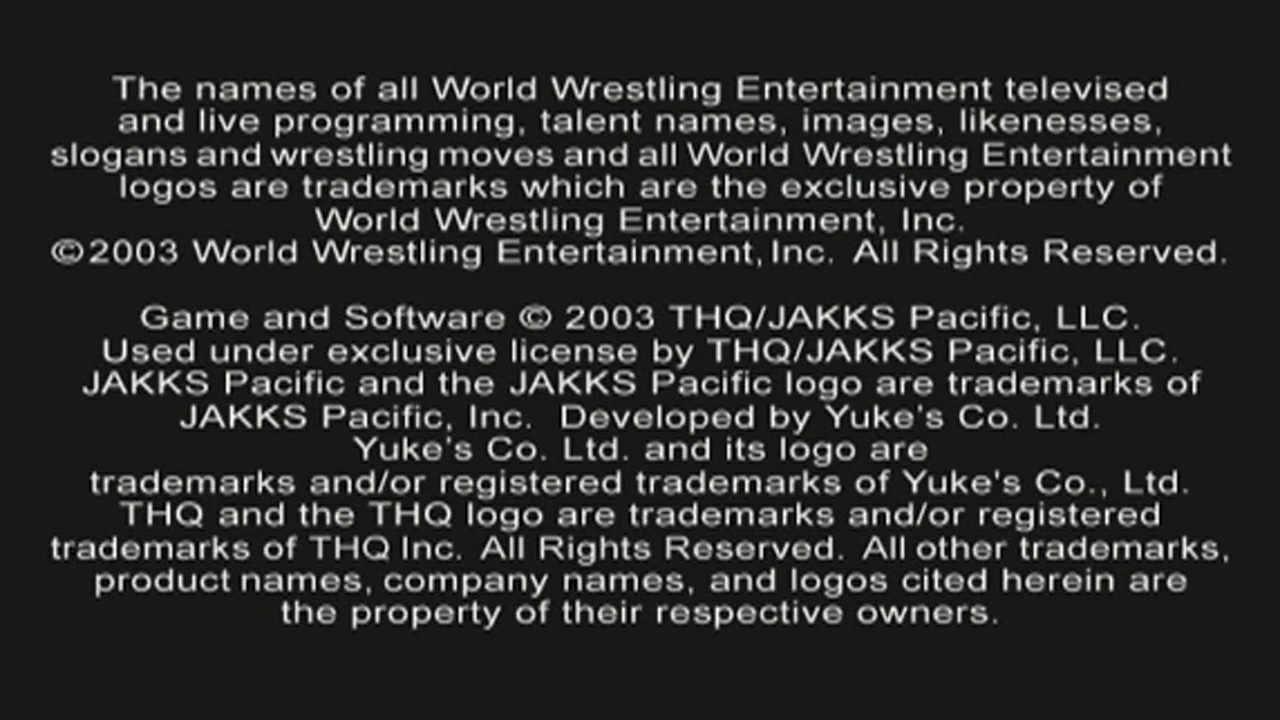 The names of all World Wrestling Entertainment televised
and live programming, talent names, images, likenesses,
slogans and wrestling moves and all World Wrestling Entertainment
logos are trademarks which are the exclusive property of
World Wrestling Entertainment, Inc.
©2003 World Wrestling Entertainment, Inc. All Rights Reserved.
Game and Software © 2003 THQ/JAKKS Pacific, LLC.
Used under exclusive license by THQ/JAKKS Pacific, LLC.
JAKKS Pacific and the JAKKS Pacific logo are trademarks of
JAKKS Pacific, Inc. Developed by Yuke's Co. Ltd.
Yuke's Co. Ltd. and its logo are
trademarks and/or registered trademarks of Yuke's Co., Ltd.
THQ and the THQ logo are trademarks and/or registered
trademarks of THQ Inc. All Rights Reserved. All other trademarks,
product names, company names, and logos cited herein are
the property of their respective owners.